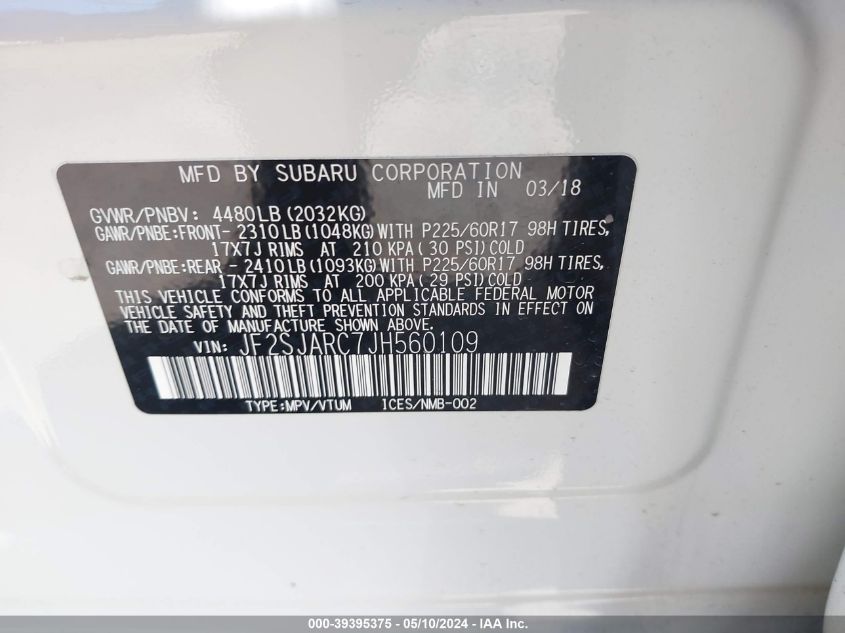 MFD BY SUBARU CORPORATION
MFD IN 03/18
GVWR/PNBV: 4480LB(2032KG)
GAWR/PNBE:FRONT- 2310LB(1048KG)WITH P225/60R17 98H TIRES,
17X7J RIMS AT 210 KPA( 30 PSI)COLD
GAWR/PNBE:REAR - 2410LB(1093KG)WITH P225/60R17 98H TIRES,
17X7J RIMS AT 200 KPA(29 PSI)COLD
THIS VEHICLE CONFORMS TO ALL APPLICABLE FEDERAL MOTOR
VEHICLE SAFETY AND THEFT PREVENTION STANDARDS IN EFFECT ON
THE DATE OF MANUFACTURE SHOWN ABOVE.
VIN: JF2SJARC7JH560109
TYPE:MPV/VTUM ICES/NMB-002
000-39395375 - 05/10/2024 - IAA Inc.